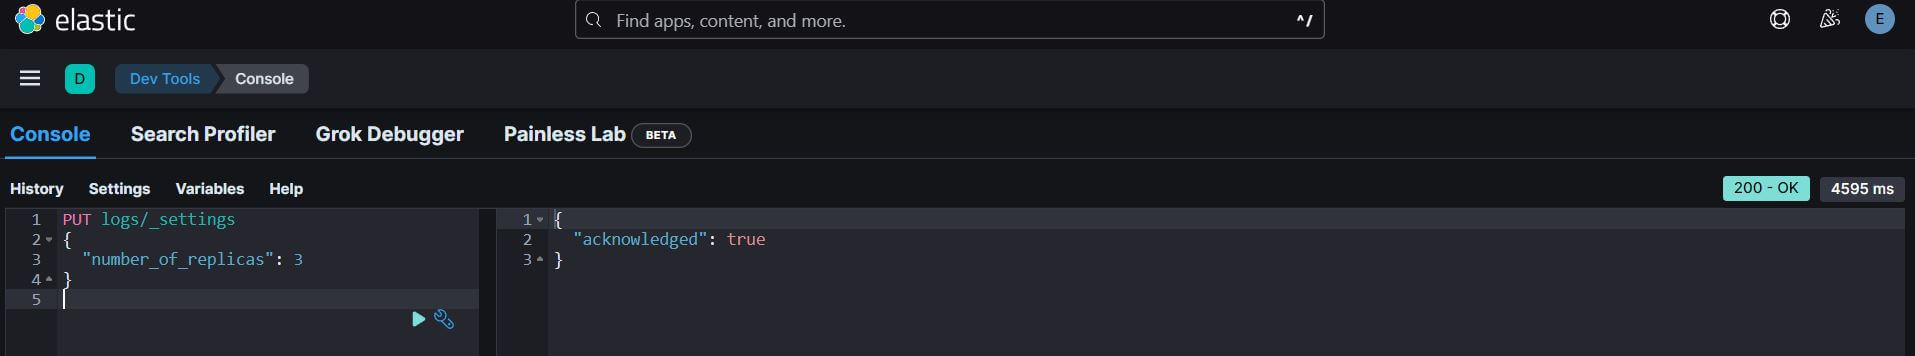 elastic
Find apps, content, and more. ^/
E
D Dev Tools Console
Console Search Profiler Grok Debugger Painless Lab BETA
History Settings Variables Help 200 - OK 4595 ms
1 PUT logs/_settings
2 {
3 "number_of_replicas": 3
4 }
5
1 {
2 "acknowledged": true
3 }